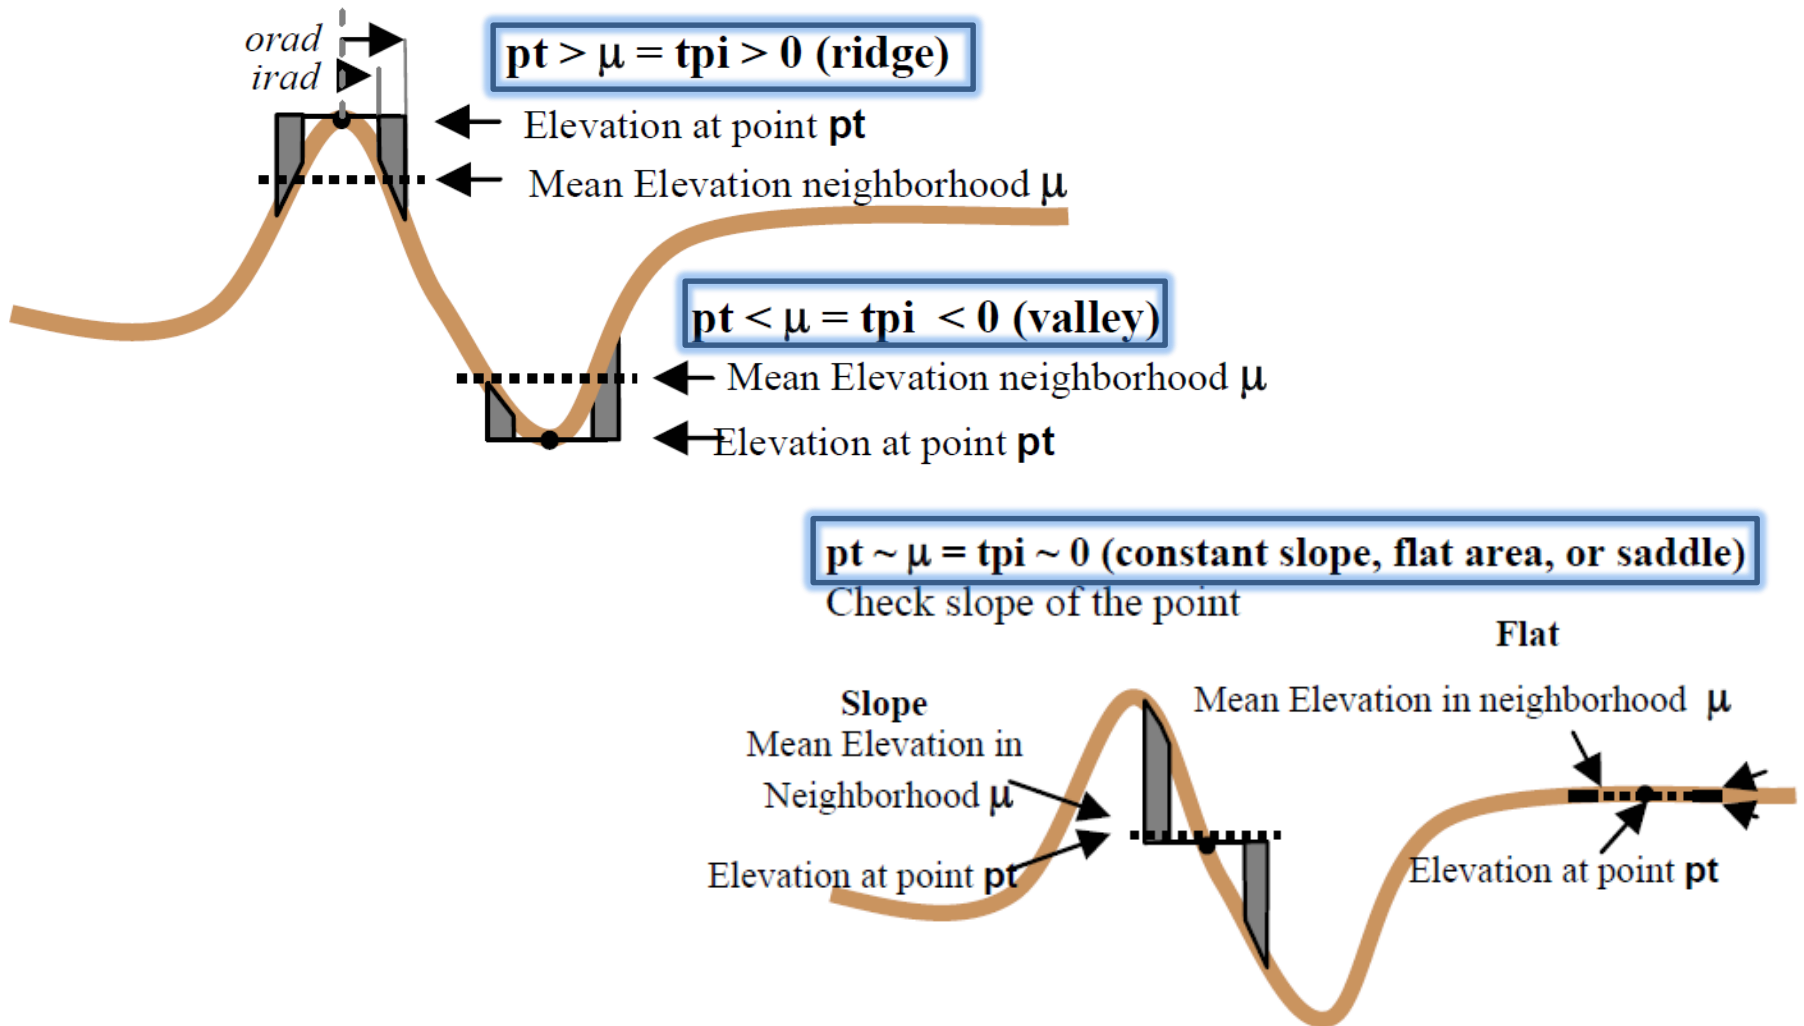 orad
irad
pt > μ = tpi > 0 (ridge)
Elevation at point pt
Mean Elevation neighborhood μ
pt < μ = tpi < 0 (valley)
Mean Elevation neighborhood μ
Elevation at point pt
pt ~ μ = tpi ~ 0 (constant slope, flat area, or saddle)
Check slope of the point
Flat
Mean Elevation in neighborhood μ
Slope
Mean Elevation in
Neighborhood μ
Elevation at point pt
Elevation at point pt